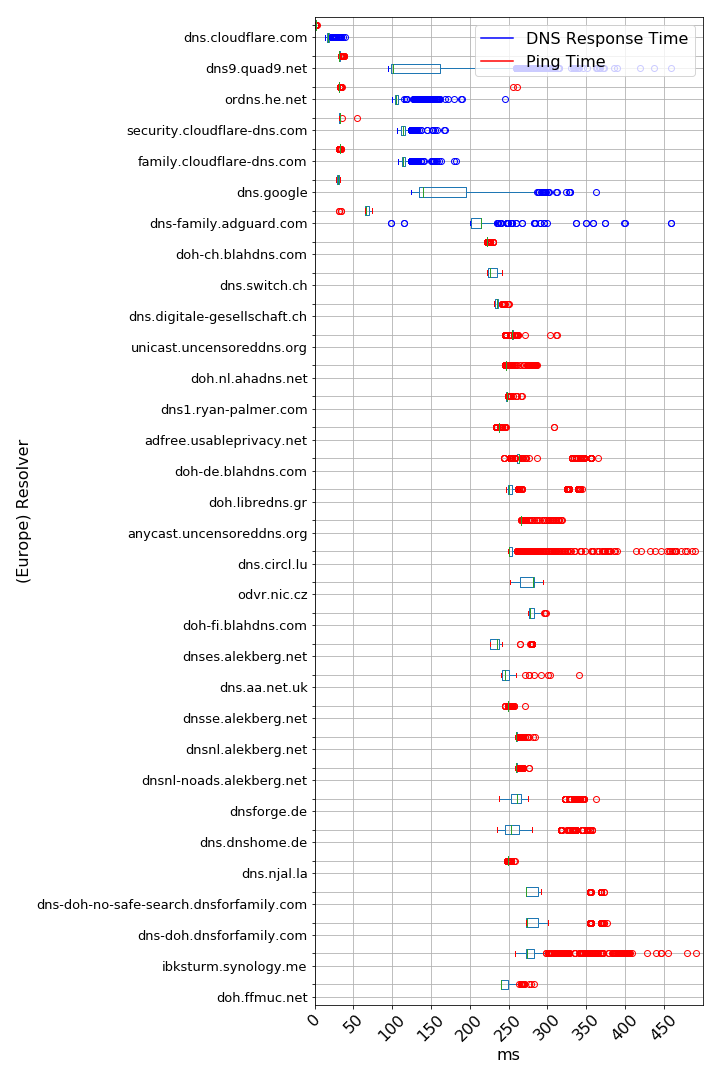 DNS Response Time
Ping Time
dns.cloudflare.com
dns9.quad9.net
ordns.he.net
security.cloudflare-dns.com
family.cloudflare-dns.com
dns.google
dns-family.adguard.com
doh-ch.blahdns.com
dns.switch.ch
dns.digitale-gesellschaft.ch
unicast.uncensoreddns.org
doh.nl.ahadns.net
dns1.ryan-palmer.com
adfree.usableprivacy.net
doh-de.blahdns.com
doh.libredns.gr
anycast.uncensoreddns.org
dns.circl.lu
odvr.nic.cz
doh-fi.blahdns.com
dnses.alekberg.net
dns.aa.net.uk
dnsse.alekberg.net
dnsnl.alekberg.net
dnsnl-noads.alekberg.net
dnsforge.de
dns.dnshome.de
dns.njal.la
dns-doh-no-safe-search.dnsforfamily.com
dns-doh.dnsforfamily.com
ibksturm.synology.me
doh.ffmuc.net
(Europe) Resolver
0 50 100 150 200 250 300 350 400 450
ms